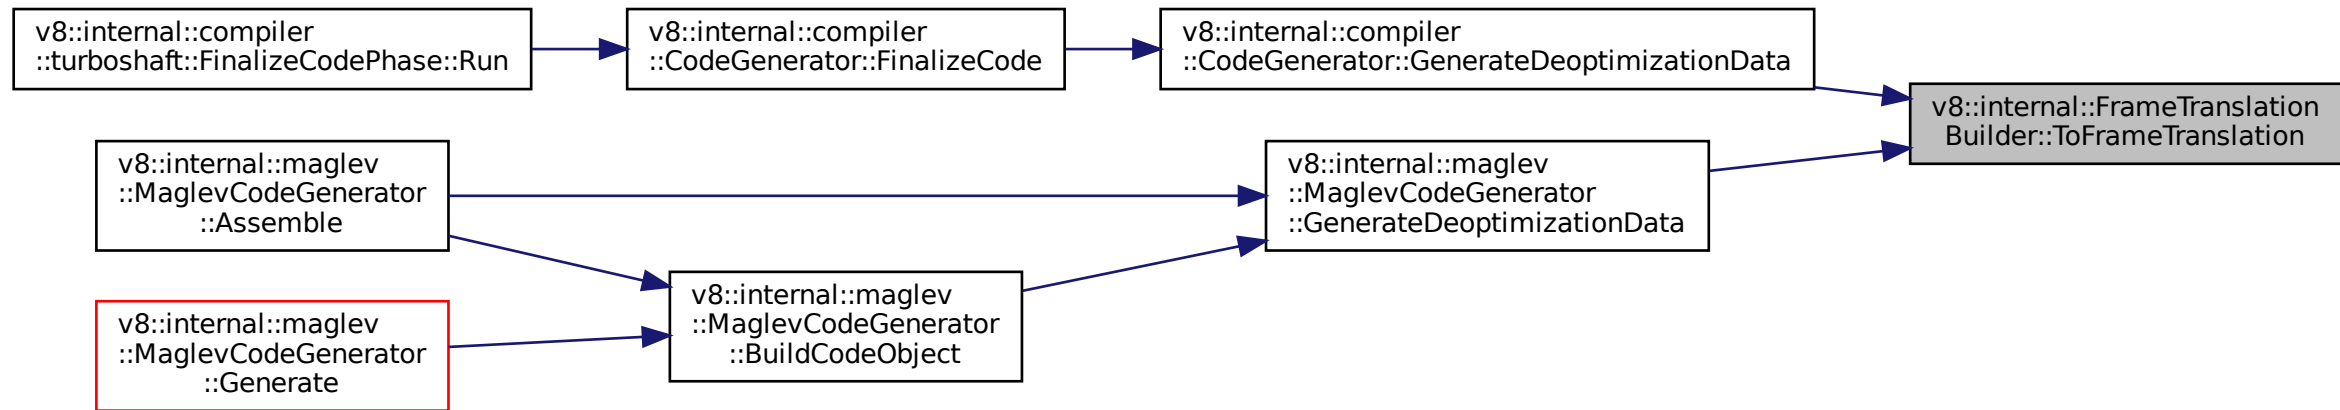 v8::internal::compiler
::turboshaft::FinalizeCodePhase::Run
v8::internal::compiler
::CodeGenerator::FinalizeCode
v8::internal::compiler
::CodeGenerator::GenerateDeoptimizationData
v8::internal::FrameTranslation
Builder::ToFrameTranslation
v8::internal::maglev
::MaglevCodeGenerator
::Assemble
v8::internal::maglev
::MaglevCodeGenerator
::GenerateDeoptimizationData
v8::internal::maglev
::MaglevCodeGenerator
::BuildCodeObject
v8::internal::maglev
::MaglevCodeGenerator
::Generate